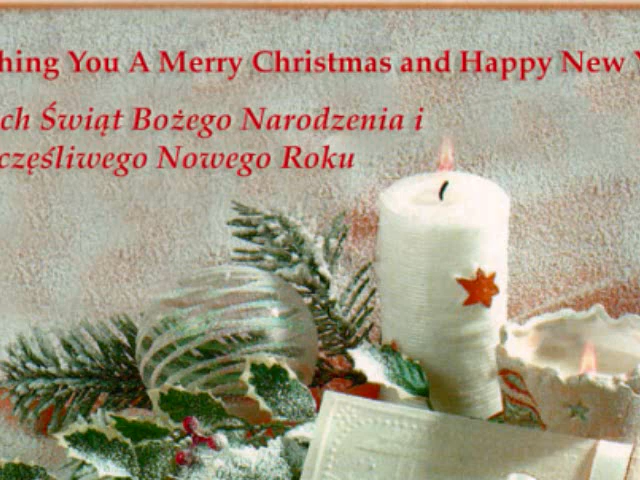 hing You A Merry Christmas and Happy New Y
ch Świąt Bożego Narodzenia i
częśliwego Nowego Roku